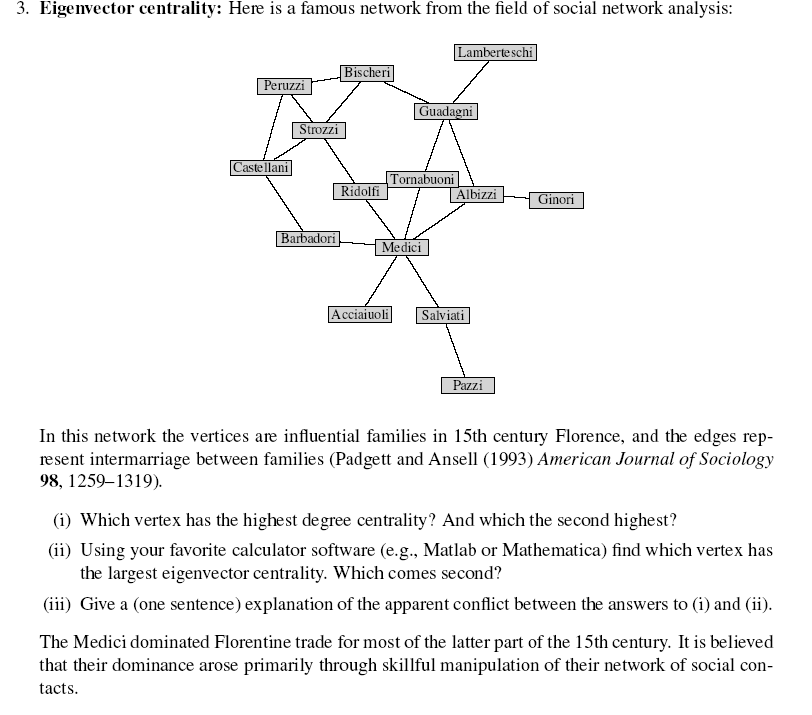 3. Eigenvector centrality: Here is a famous network from the field of social network analysis:
Lamberteschi
Bischeri
Peruzzi
Guadagni
Strozzi
Castellani
Tornabuoni
Ridolfi
Albizzi
Ginori
Barbadori
Medici
Acciaiuoli
Salviati
Pazzi
In this network the vertices are influential families in 15th century Florence, and the edges rep-
resent intermarriage between families (Padgett and Ansell (1993) American Journal of Sociology
98, 1259–1319).
(i) Which vertex has the highest degree centrality? And which the second highest?
(ii) Using your favorite calculator software (e.g., Matlab or Mathematica) find which vertex has
the largest eigenvector centrality. Which comes second?
(iii) Give a (one sentence) explanation of the apparent conflict between the answers to (i) and (ii).
The Medici dominated Florentine trade for most of the latter part of the 15th century. It is believed
that their dominance arose primarily through skillful manipulation of their network of social con-
tacts.